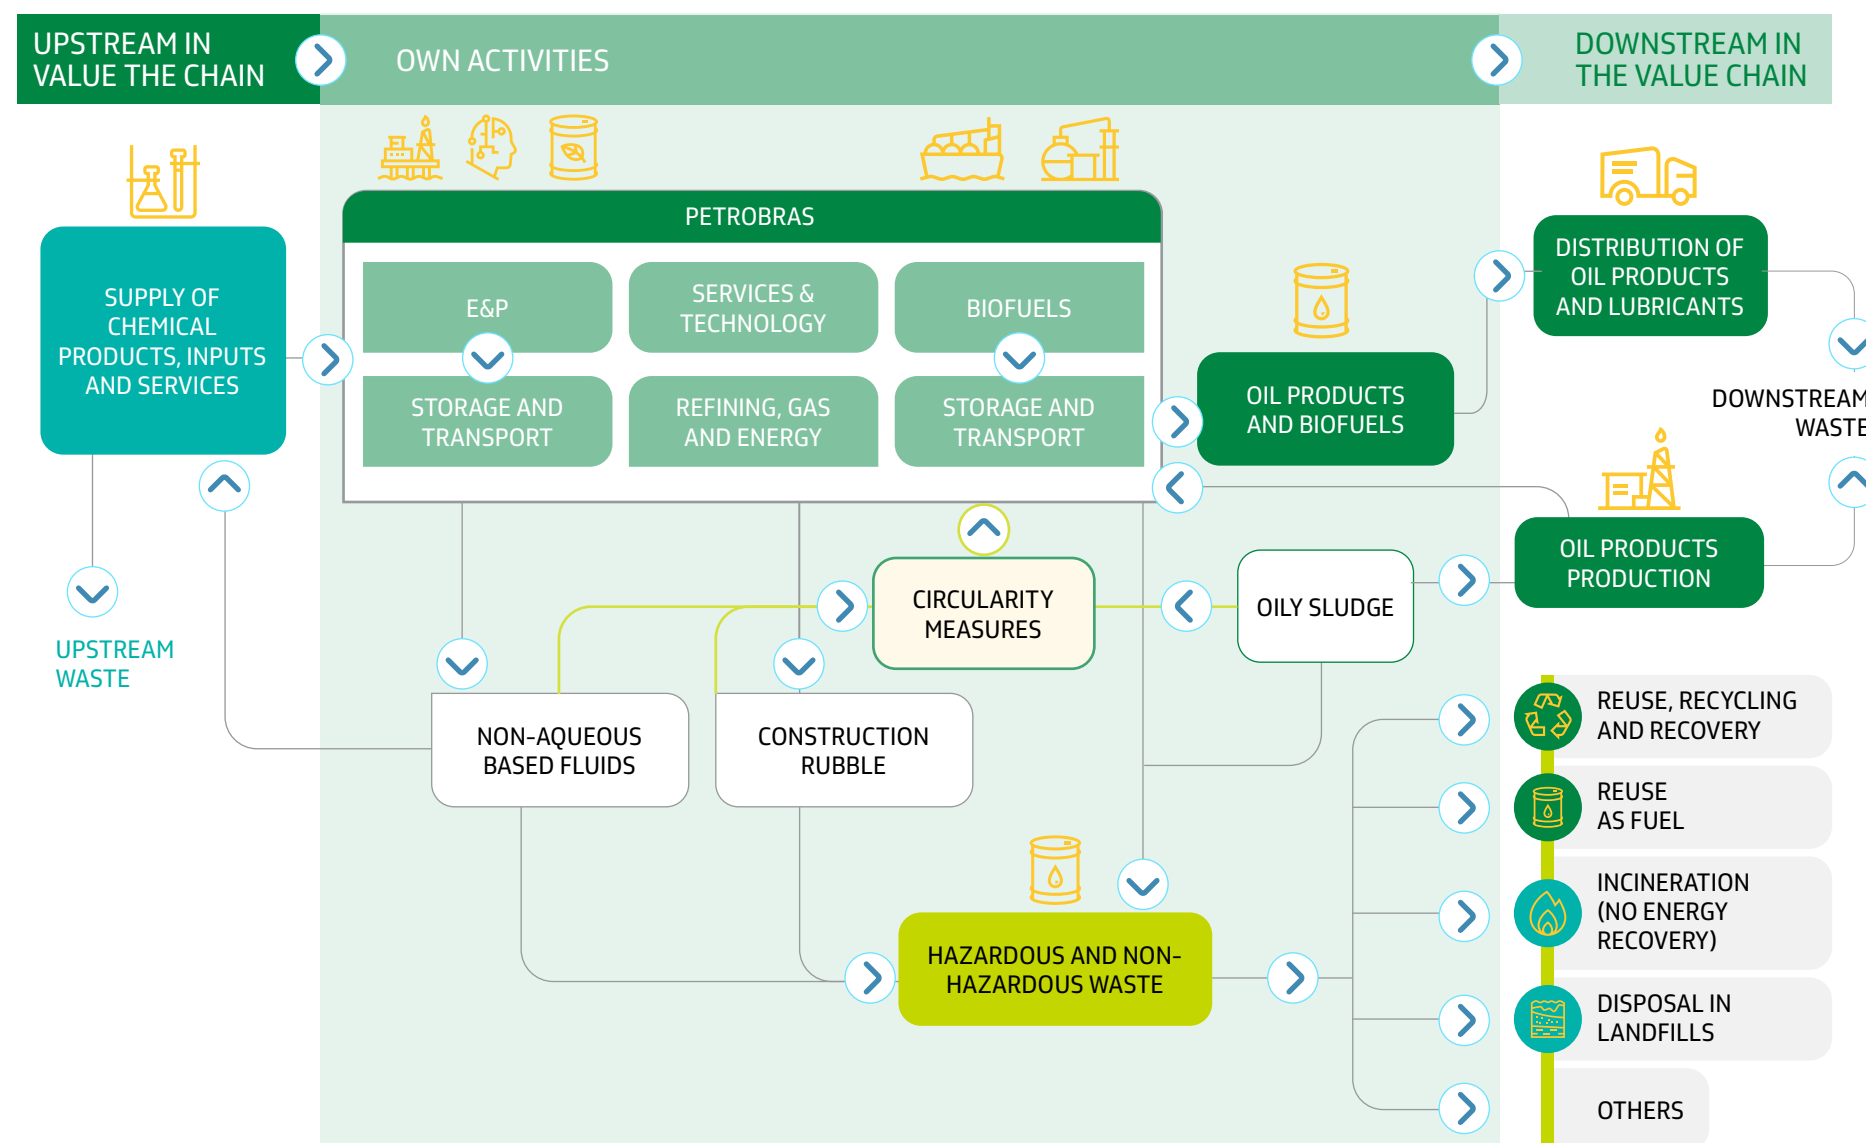 UPSTREAM IN
VALUE THE CHAIN
OWN ACTIVITIES
DOWNSTREAM IN
THE VALUE CHAIN
PETROBRAS
SUPPLY OF
CHEMICAL
PRODUCTS, INPUTS
AND SERVICES
E&P
SERVICES &
TECHNOLOGY
BIOFUELS
STORAGE AND
TRANSPORT
REFINING, GAS
AND ENERGY
STORAGE AND
TRANSPORT
OIL PRODUCTS
AND BIOFUELS
DISTRIBUTION OF
OIL PRODUCTS
AND LUBRICANTS
DOWNSTREAM
WASTE
OIL PRODUCTS
PRODUCTION
CIRCULARITY
MEASURES
OILY SLUDGE
UPSTREAM
WASTE
NON-AQUEOUS
BASED FLUIDS
CONSTRUCTION
RUBBLE
HAZARDOUS AND NON-
HAZARDOUS WASTE
REUSE, RECYCLING
AND RECOVERY
REUSE
AS FUEL
INCINERATION
(NO ENERGY
RECOVERY)
DISPOSAL IN
LANDFILLS
OTHERS